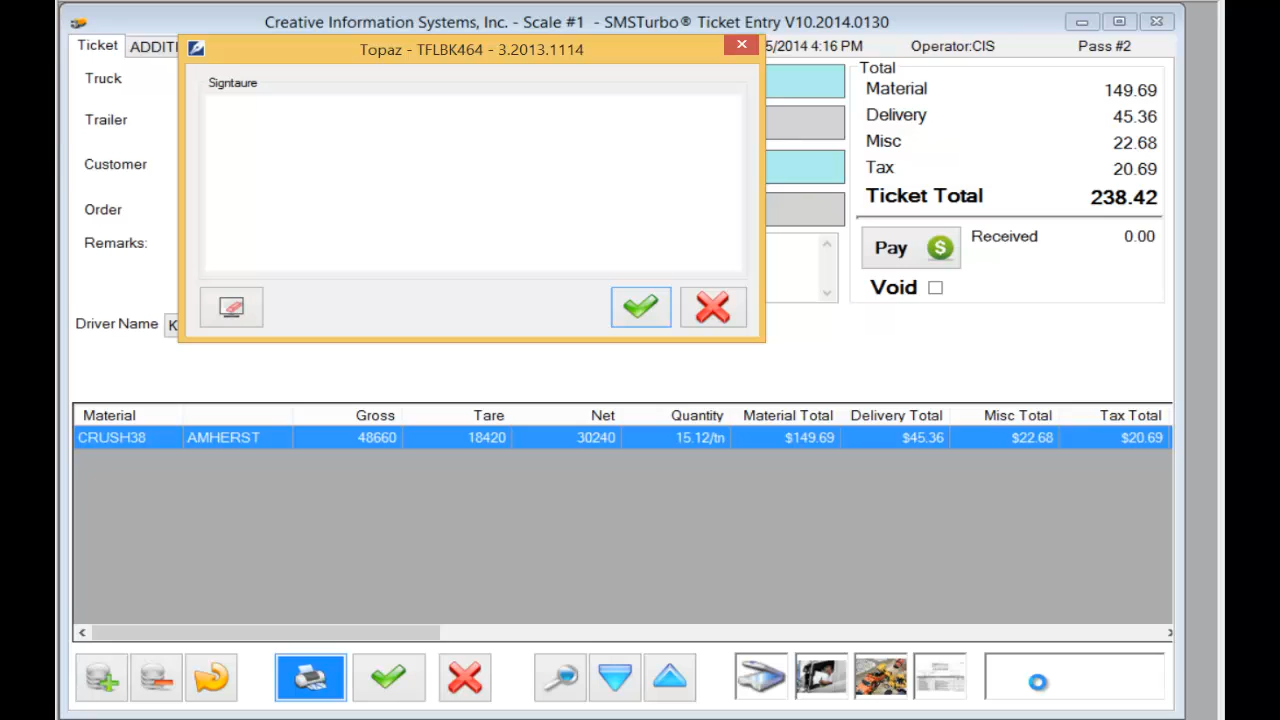 Creative Information Systems, Inc. - Scale #1 - SMSTurbo® Ticket Entry V10.2014.0130
Ticket
ADDITI
5/2014 4:16 PM
Operator:CIS
Pass #2
Topaz - TFLBK464 - 3.2013.1114
Signtaure
Truck
Trailer
Customer
Order
Remarks:
Driver Name
K
Total
Material 149.69
Delivery 45.36
Misc 22.68
Tax 20.69
Ticket Total 238.42
Pay $
Received 0.00
Void
Material Gross Tare Net Quantity Material Total Delivery Total Misc Total Tax Total
CRUSH38 AMHERST 48660 18420 30240 15.12/tn $149.69 $45.36 $22.68 $20.69